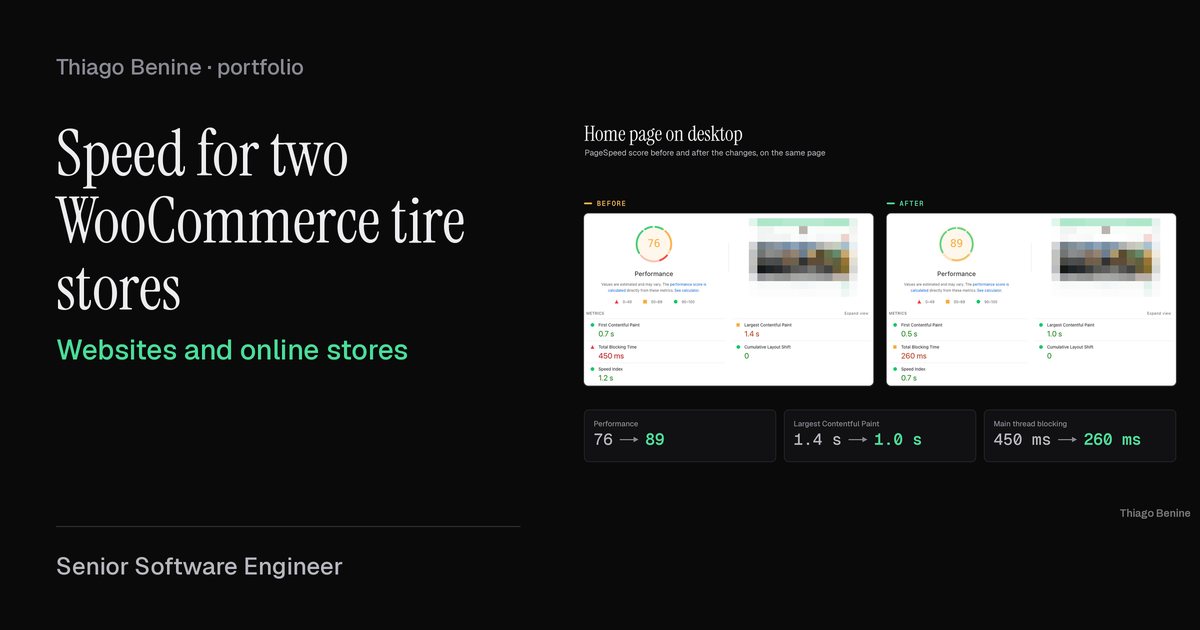 Thiago Benine · portfolio
Speed for two
WooCommerce tire
stores
Websites and online stores
Senior Software Engineer
Home page on desktop
PageSpeed score before and after the changes, on the same page
BEFORE
76
Performance
Values are estimated and may vary. The performance score is
calculated directly from these metrics. See calculator.
0–49 50–89 90–100
METRICS
Expand view
First Contentful Paint
0.7 s
Largest Contentful Paint
1.4 s
Total Blocking Time
450 ms
Cumulative Layout Shift
0
Speed Index
1.2 s
AFTER
89
Performance
Values are estimated and may vary. The performance score is
calculated directly from these metrics. See calculator.
0–49 50–89 90–100
METRICS
Expand view
First Contentful Paint
0.5 s
Largest Contentful Paint
1.0 s
Total Blocking Time
260 ms
Cumulative Layout Shift
0
Speed Index
0.7 s
Performance
76 → 89
Largest Contentful Paint
1.4 s → 1.0 s
Main thread blocking
450 ms → 260 ms
Thiago Benine